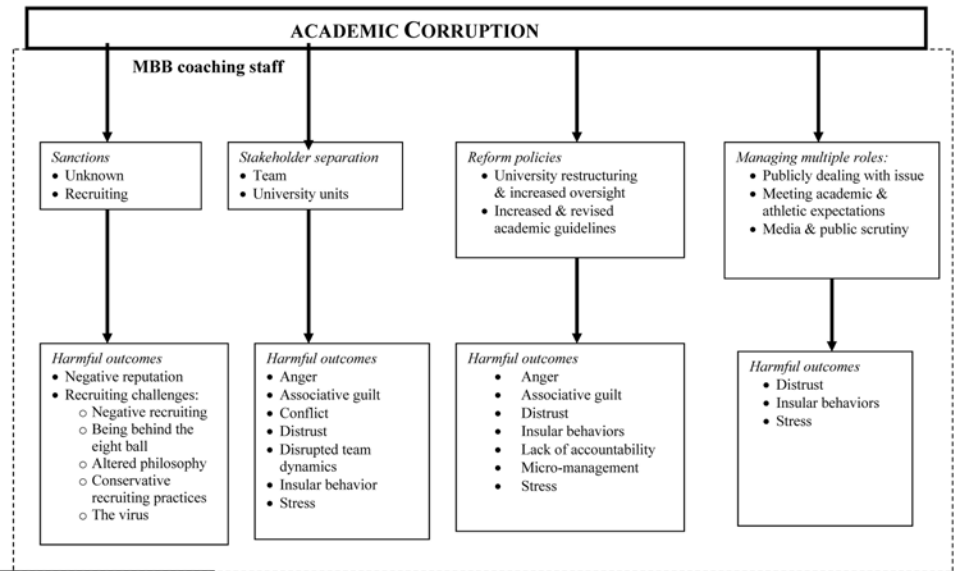 ACADEMIC CORRUPTION
MBB coaching staff
Sanctions
• Unknown
• Recruiting
Stakeholder separation
• Team
• University units
Reform policies
• University
restructuring
& increased oversight
• Increased & revised
academic guidelines
Managing multiple roles:
• Publicly dealing with issue
• Meeting academic &
athletic expectations
• Media & public scrutiny
Harmful outcomes
• Negative reputation
• Recruiting challenges:
○ Negative recruiting
○ Being behind the
eight ball
○ Altered philosophy
○ Conservative
recruiting practices
○ The virus
Harmful outcomes
• Anger
• Associative guilt
• Conflict
• Distrust
• Disrupted team
dynamics
• Insular behavior
• Stress
Harmful outcomes
• Anger
• Associative guilt
• Distrust
• Insular behaviors
• Lack of accountability
• Micro-management
• Stress
Harmful outcomes
• Distrust
• Insular behaviors
• Stress